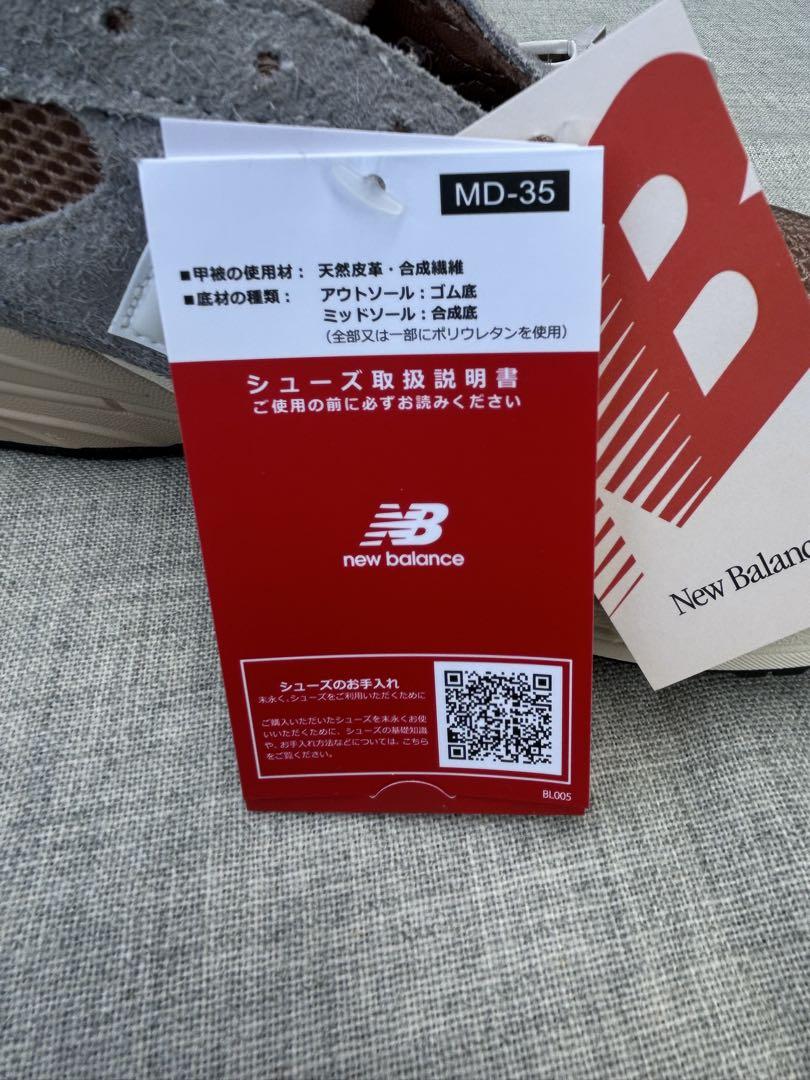 MD-35
■甲被の使用材： 天然皮革・合成繊維
■底材の種類： アウトソール：ゴム底
ミッドソール：合成底
（全部又は一部にポリウレタンを使用）
シューズ取扱説明書
ご使用の前に必ずお読みください
NB
new balance
シューズのお手入れ
末永く、シューズをご利用いただくために
ご購入いただいたシューズを末永くお使
いいただくために、シューズの基礎知識
や、お手入れ方法などについては、こちら
をご覧ください。
BL005
B
New Balanc